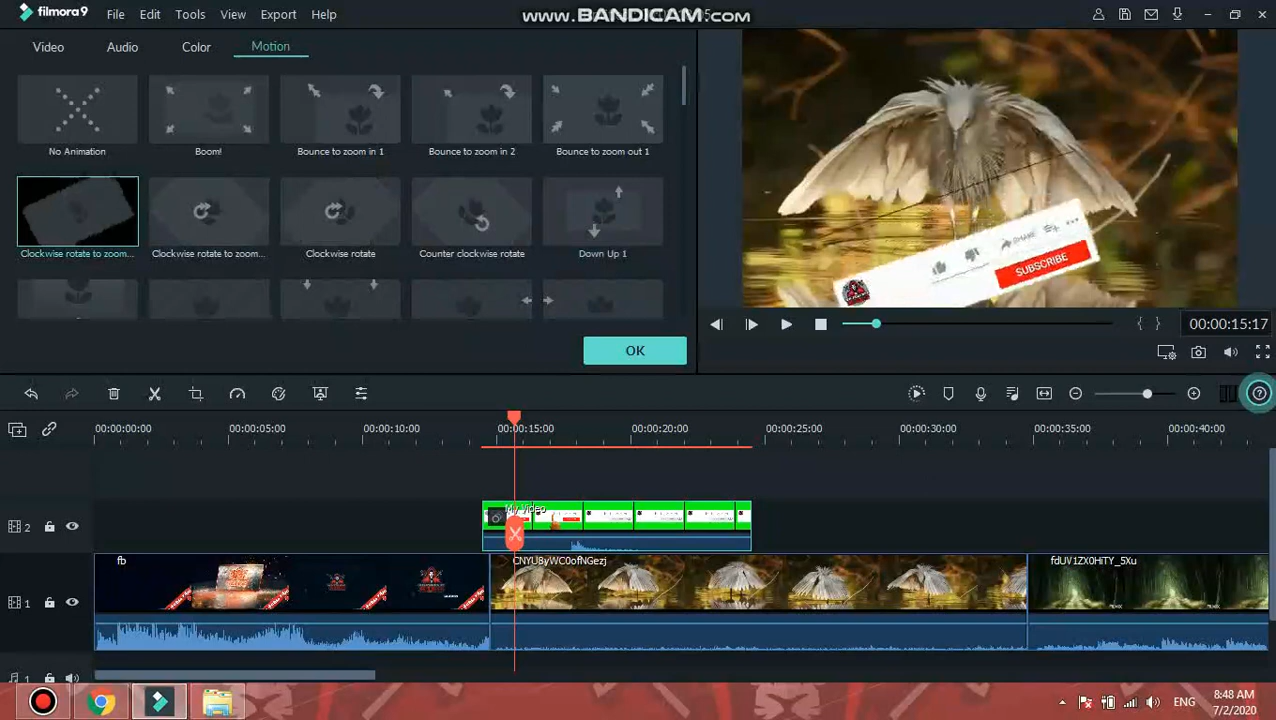 filmora9 File Edit Tools View Export Help
www.BANDICAM.com
Video Audio Color Motion
No Animation Boom! Bounce to zoom in 1 Bounce to zoom in 2 Bounce to zoom out 1
Clockwise rotate to zoom... Clockwise rotate to zoom... Clockwise rotate Counter clockwise rotate Down Up 1
SHARE
SUBSCRIBE
OK
00:00:15:17
00:00:00:00 00:00:05:00 00:00:10:00 00:00:15:00 00:00:20:00 00:00:25:00 00:00:30:00 00:00:35:00 00:00:40:00
My Video
2
fb CNYU8yWC0ofNGezj fdUV1ZX0HiTY_5Xu
1
1
ENG
8:48 AM
7/2/2020